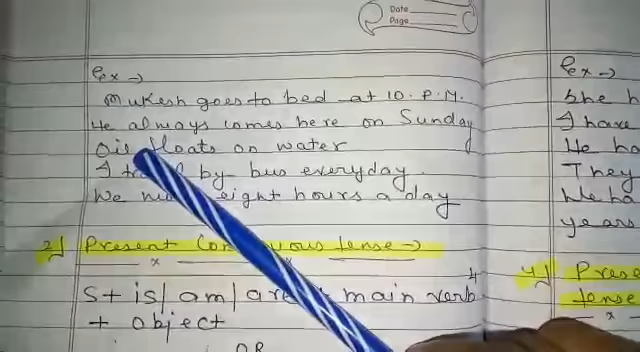 Date
Page
Ex →
Mukesh goes to bed at 10. P.M.
He always comes here on Sunday
Oil floats on water
I by bus everyday.
We eight hours a day
2) Present tense →
S + is/am/are + main verb
+ object
OR
Ex →
She h
I have
He ha
They
We ha
years
4) Prese
tense